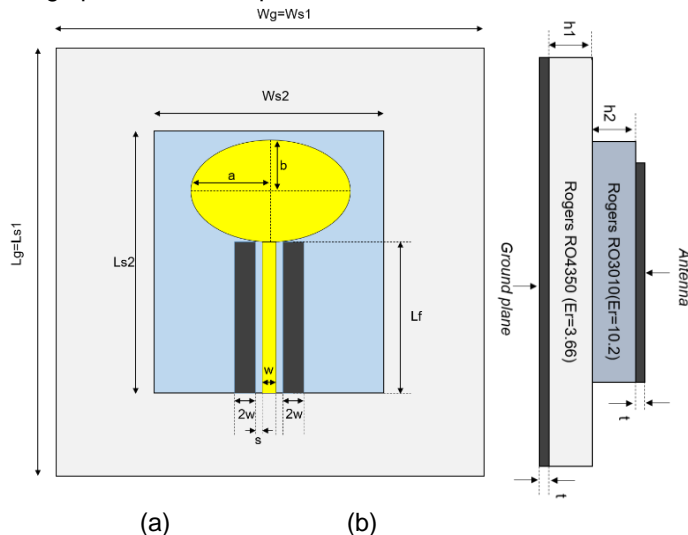 Wg=Ws1
Ws2
b
a
Lg=Ls1
Ls2
Lf
w
2w
2w
s
h1
h2
Ground plane
Rogers RO4350 (Er=3.66)
Rogers RO3010(Er=10.2)
Antenna
t
t
(a)
(b)